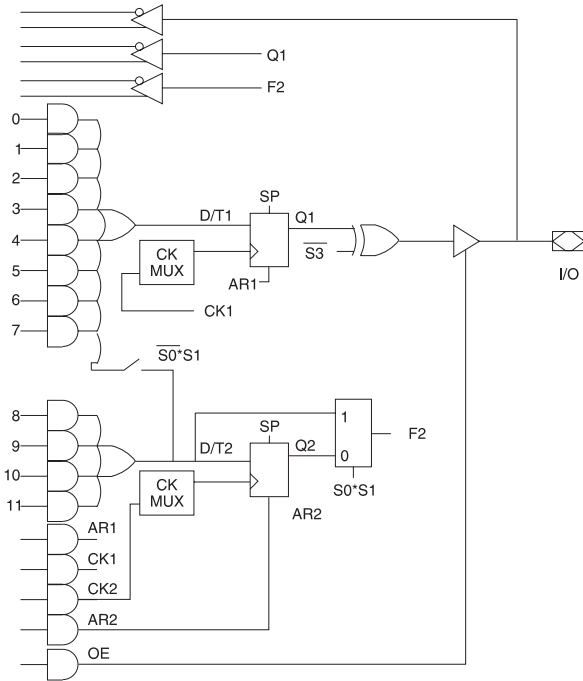 Q1
F2
0
1
2
3
4
5
6
7
D/T1
SP
Q1
CK
MUX
AR1
CK1
S̅3̅
I/O
S̅0̅*S1
8
9
10
11
D/T2
SP
Q2
CK
MUX
1
0
F2
S0*S1
AR2
AR1
CK1
CK2
AR2
OE